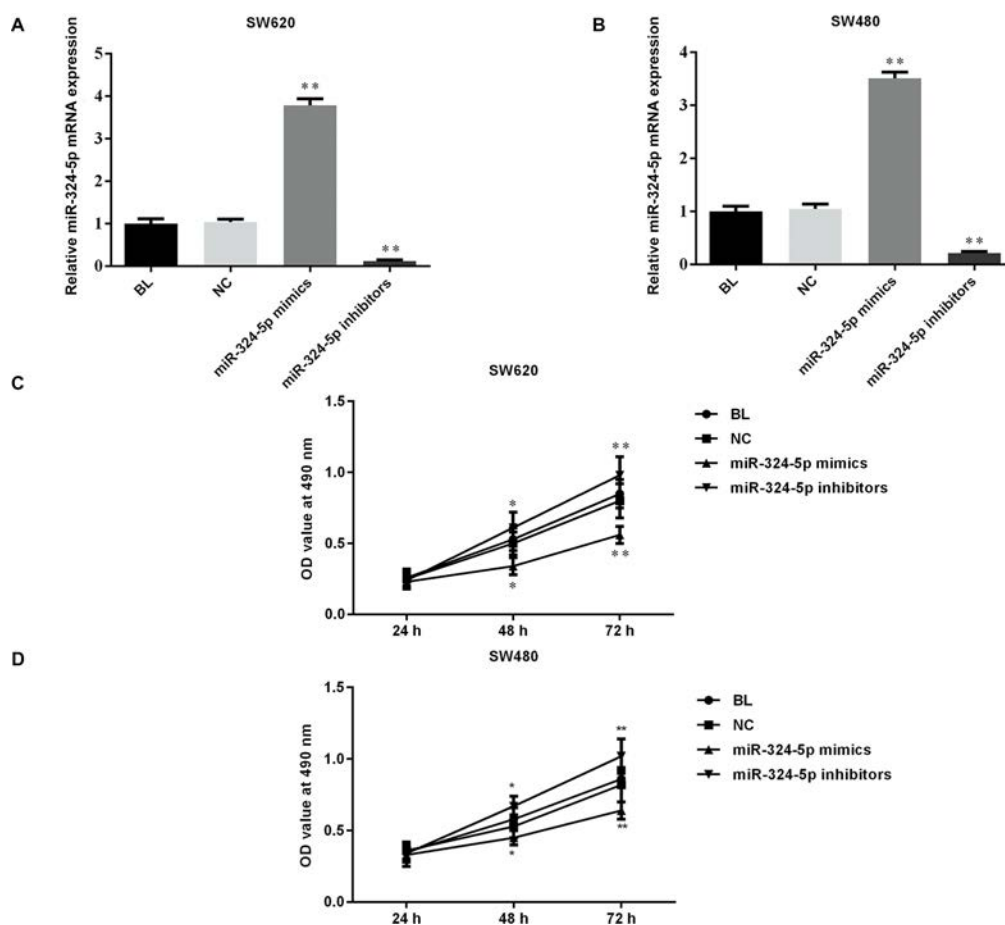 A
SW620
Relative miR-324-5p mRNA expression
5
4
3
2
1
0
**
**
BL
NC
miR-324-5p mimics
miR-324-5p inhibitors
B
SW480
Relative miR-324-5p mRNA expression
4
3
2
1
0
**
**
BL
NC
miR-324-5p mimics
miR-324-5p inhibitors
C
SW620
OD value at 490 nm
1.5
1.0
0.5
0.0
*
*
**
**
24 h
48 h
72 h
BL
NC
miR-324-5p mimics
miR-324-5p inhibitors
D
SW480
OD value at 490 nm
1.5
1.0
0.5
0.0
*
*
**
**
24 h
48 h
72 h
BL
NC
miR-324-5p mimics
miR-324-5p inhibitors